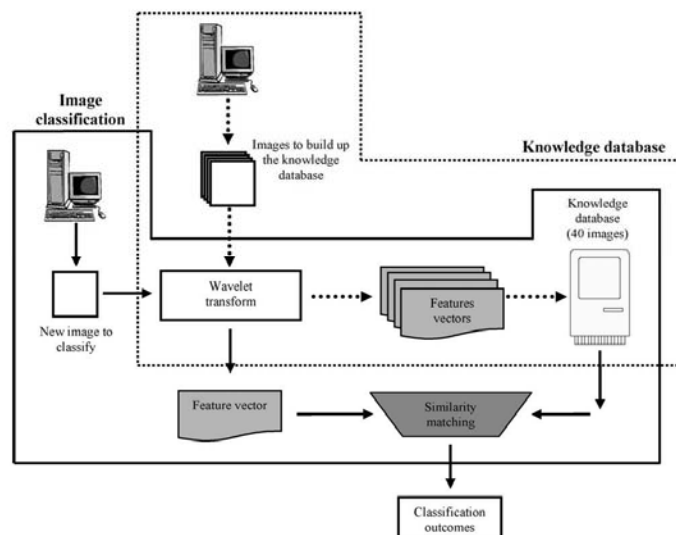 Image
classification
Images to build up
the knowledge
database
Knowledge database
Knowledge
database
(40 images)
New image to
classify
Wavelet
transform
Features
vectors
Feature vector
Similarity
matching
Classification
outcomes